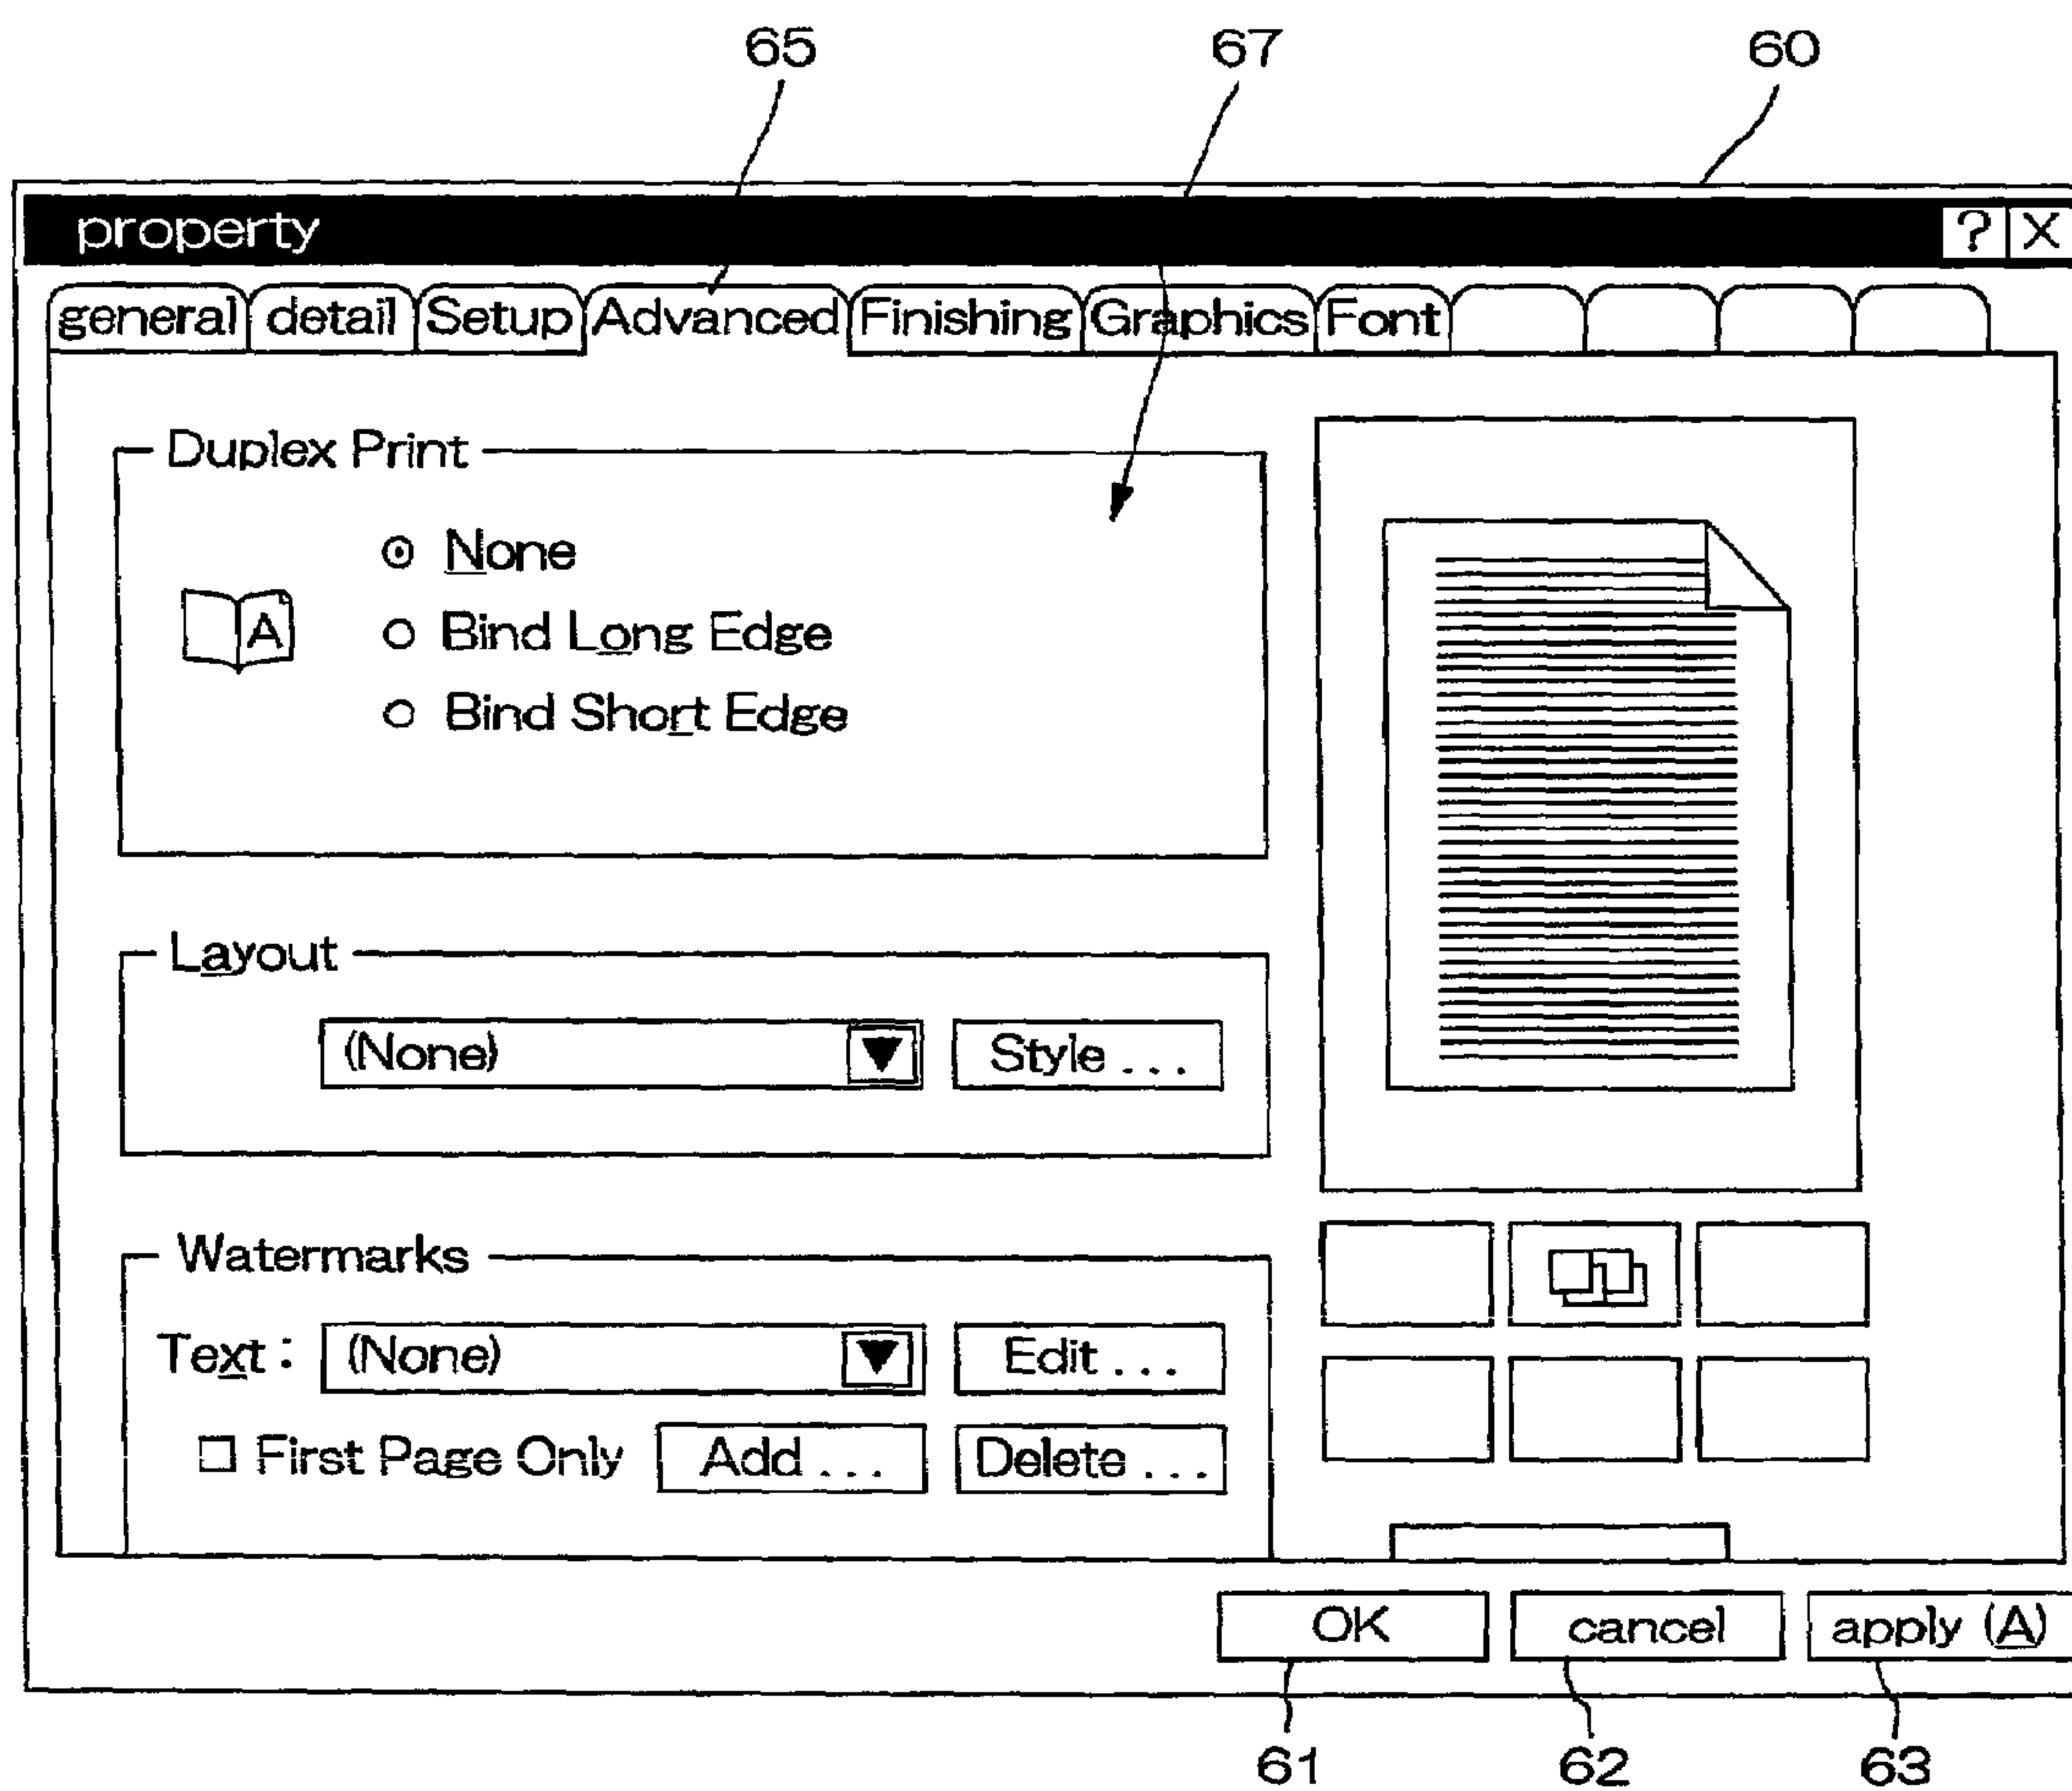 65 67 60
property ? X
general detail Setup Advanced Finishing Graphics Font
Duplex Print
None
A Bind Long Edge
Bind Short Edge
Layout
(None) ▼ Style ...
Watermarks
Text : (None) ▼ Edit ...
First Page Only Add ... Delete ...
OK cancel apply (A)
61 62 63